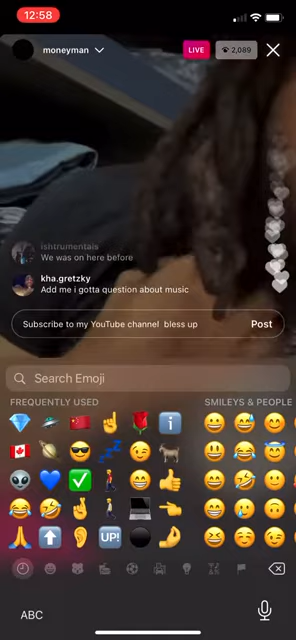 12:58
moneyman
LIVE
2,089
ishtrumentals
We was on here before
kha.gretzky
Add me i gotta question about music
Subscribe to my YouTube channel  bless up
Post
Search Emoji
FREQUENTLY USED
SMILEYS & PEOPLE
UP!
ABC